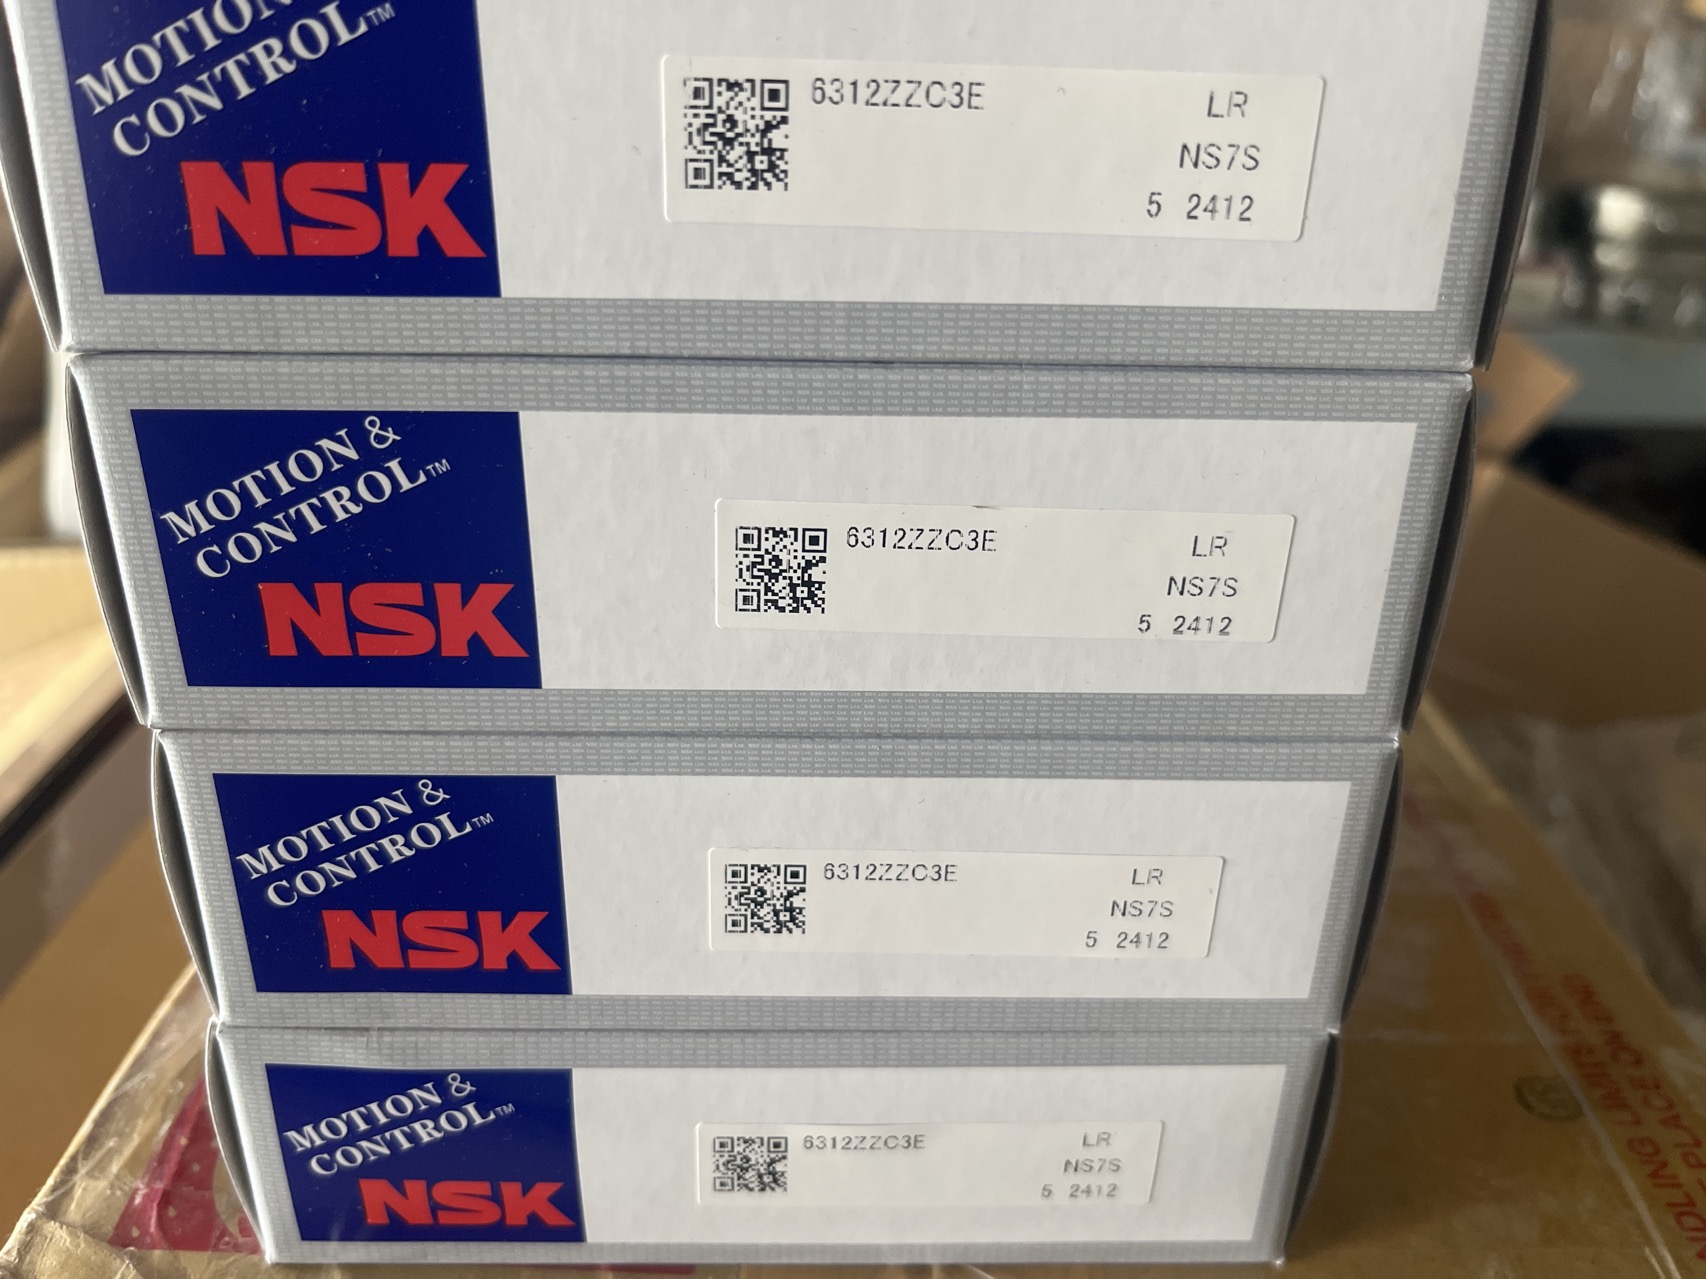 MOTION
CONTROL™
NSK
6312ZZC3E
LR
NS7S
5 2412
MOTION &
CONTROL™
NSK
6312ZZC3E
LR
NS7S
5 2412
MOTION &
CONTROL™
NSK
6312ZZC3E
LR
NS7S
5 2412
MOTION &
CONTROL™
NSK
6312ZZC3E
LR
NS7S
5 2412